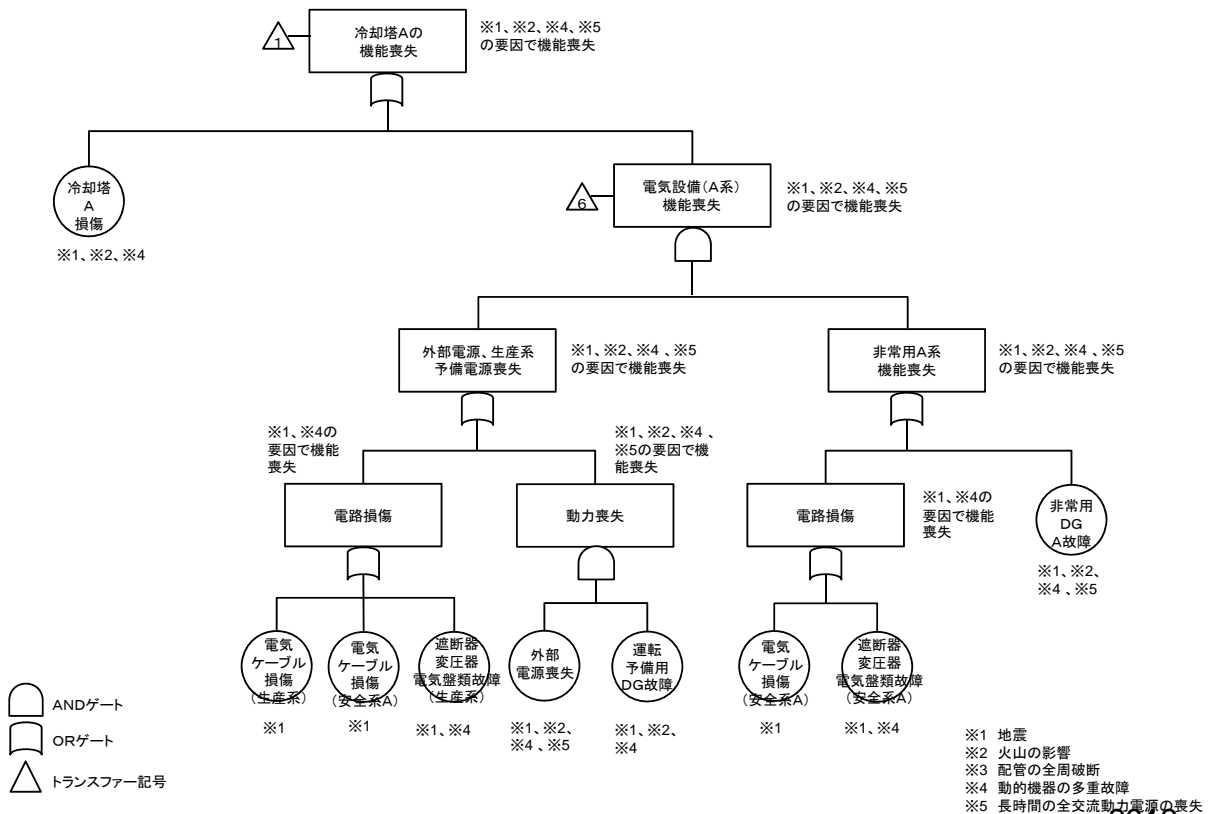 1
冷却塔Aの
機能喪失
※1、※2、※4、※5
の要因で機能喪失
冷却塔
A
損傷
※1、※2、※4
6
電気設備(A系)
機能喪失
※1、※2、※4、※5
の要因で機能喪失
外部電源、生産系
予備電源喪失
※1、※2、※4 、※5
の要因で機能喪失
非常用A系
機能喪失
※1、※2、※4 、※5
の要因で機能喪失
※1、※4の
要因で機能
喪失
電路損傷
※1、※2、※4 、
※5の要因で機
能喪失
動力喪失
電路損傷
※1、※4の
要因で機能
喪失
非常用
DG
A故障
※1、※2、
※4 、※5
電気
ケーブル
損傷
(生産系)
※1
電気
ケーブル
損傷
(安全系A)
※1
遮断器
変圧器
電気盤類故障
(生産系)
※1、※4
外部
電源喪失
※1、※2、
※4 、※5
運転
予備用
DG故障
※1、※2、
※4
電気
ケーブル
損傷
(安全系A)
※1
遮断器
変圧器
電気盤類故障
(安全系A)
※1、※4
ANDゲート
ORゲート
トランスファー記号
※1 地震
※2 火山の影響
※3 配管の全周破断
※4 動的機器の多重故障
※5 長時間の全交流動力電源の喪失